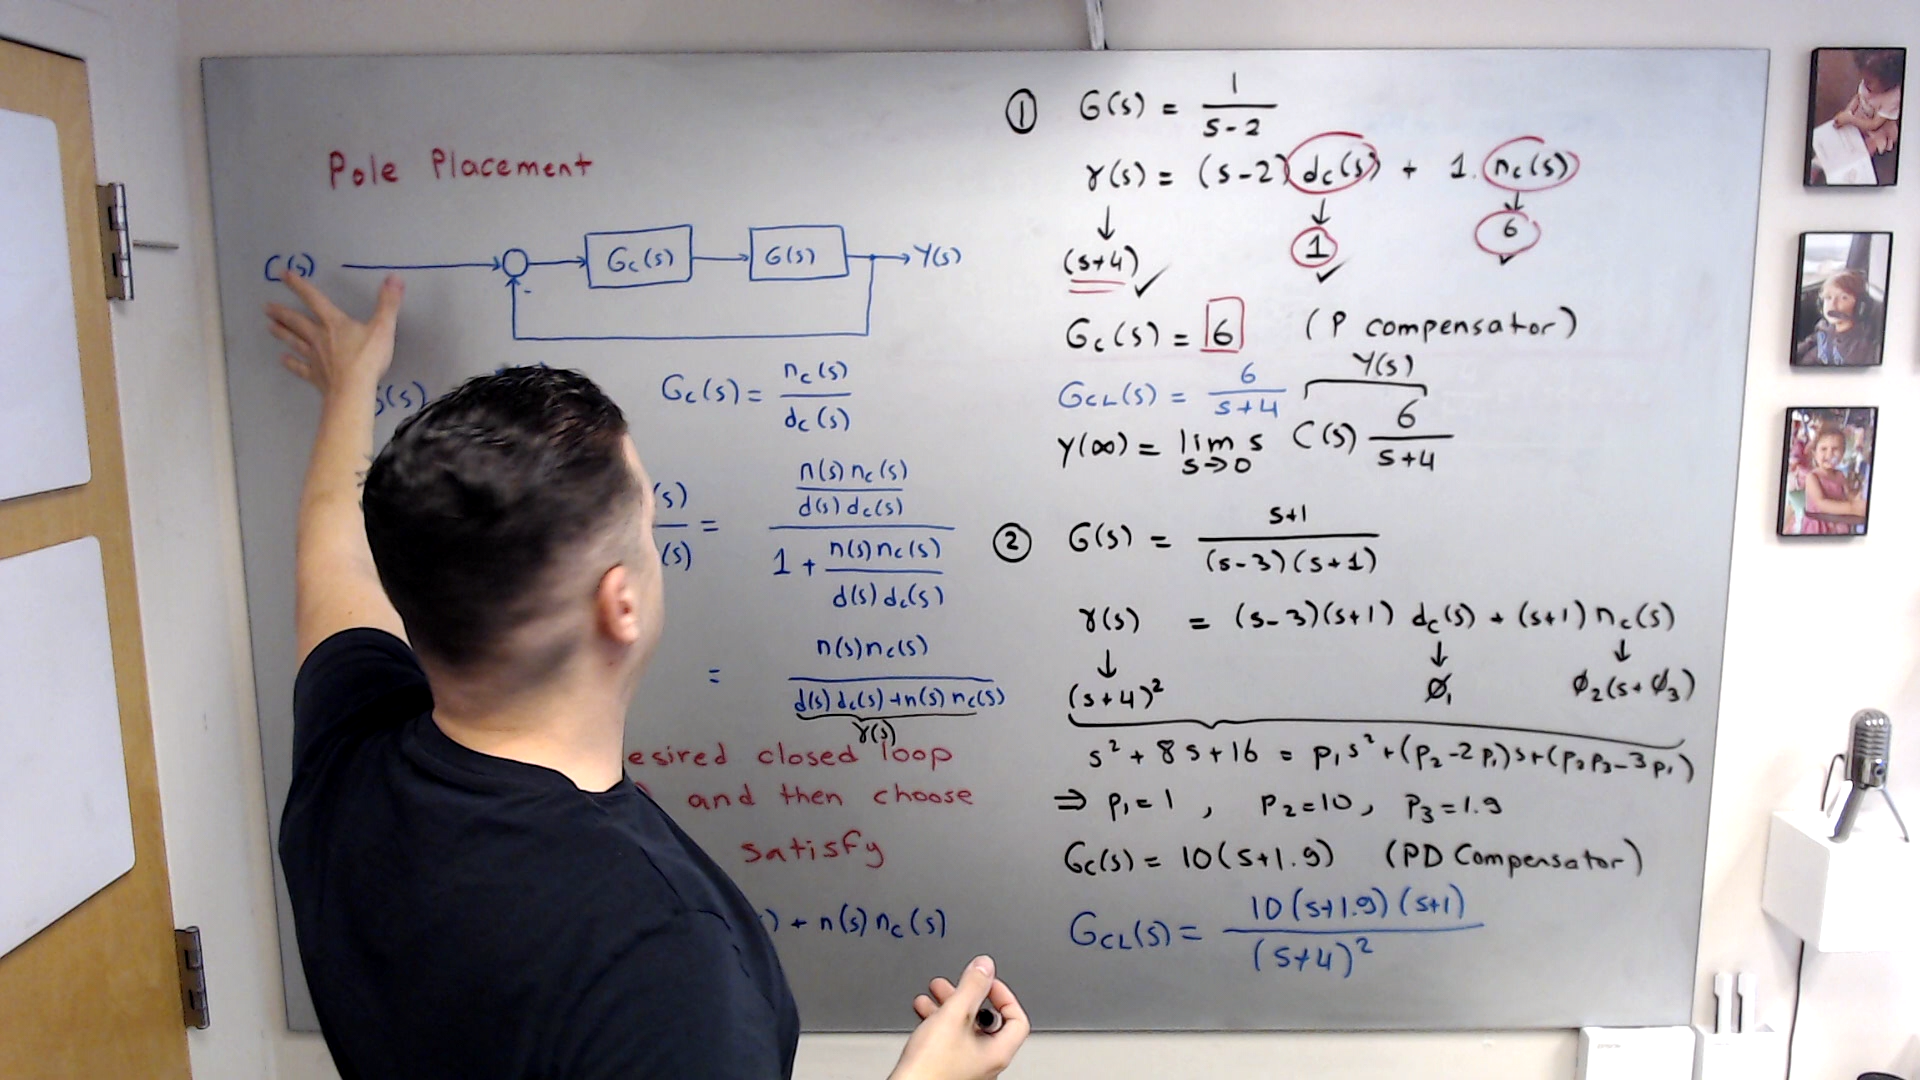 Pole Placement
C(s) Gc(s) G(s) Y(s)
-
(s) Gc(s) = nc(s) / dc(s)
(s) / (s) = n(s) nc(s) / d(s) dc(s) / 1 + n(s) nc(s) / d(s) dc(s)
= n(s) nc(s) / d(s) dc(s) + n(s) nc(s)
γ(s)
esired closed loop
and then choose
satisfy
) + n(s) nc(s)
① G(s) = 1 / s-2
γ(s) = (s-2) dc(s) + 1. nc(s)
↓ ↓ ↓
(s+4) ✓ 1 ✓ 6 ✓
Gc(s) = 6 (P compensator)
GCL(s) = 6 / s+4 Y(s)
y(∞) = lim s→0 s C(s) 6 / s+4
② G(s) = s+1 / (s-3)(s+1)
γ(s) = (s-3)(s+1) dc(s) + (s+1) nc(s)
↓ ↓ ↓
(s+4)² ∅₁ ∅₂(s+∅₃)
s² + 8s + 16 = p₁s² + (p₂-2p₁)s + (p₂p₃-3p₁)
⇒ p₁=1, p₂=10, p₃=1.9
Gc(s) = 10(s+1.9) (PD Compensator)
GCL(s) = 10(s+1.9)(s+1) / (s+4)²